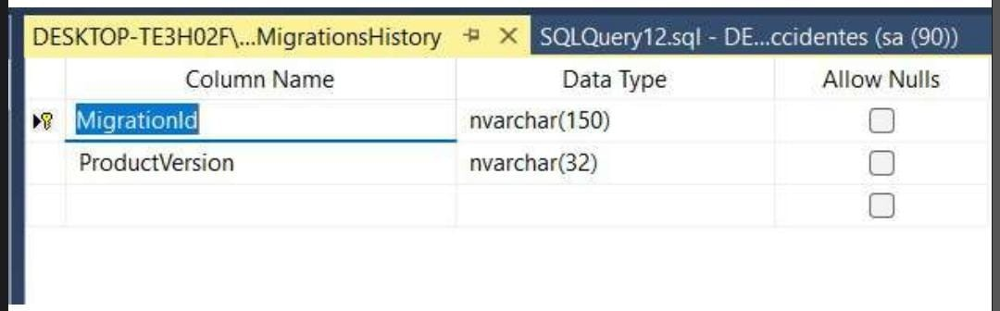 DESKTOP-TE3H02F\...MigrationsHistory SQLQuery12.sql - DE...ccidentes (sa (90))
Column Name Data Type Allow Nulls
MigrationId nvarchar(150)
ProductVersion nvarchar(32)